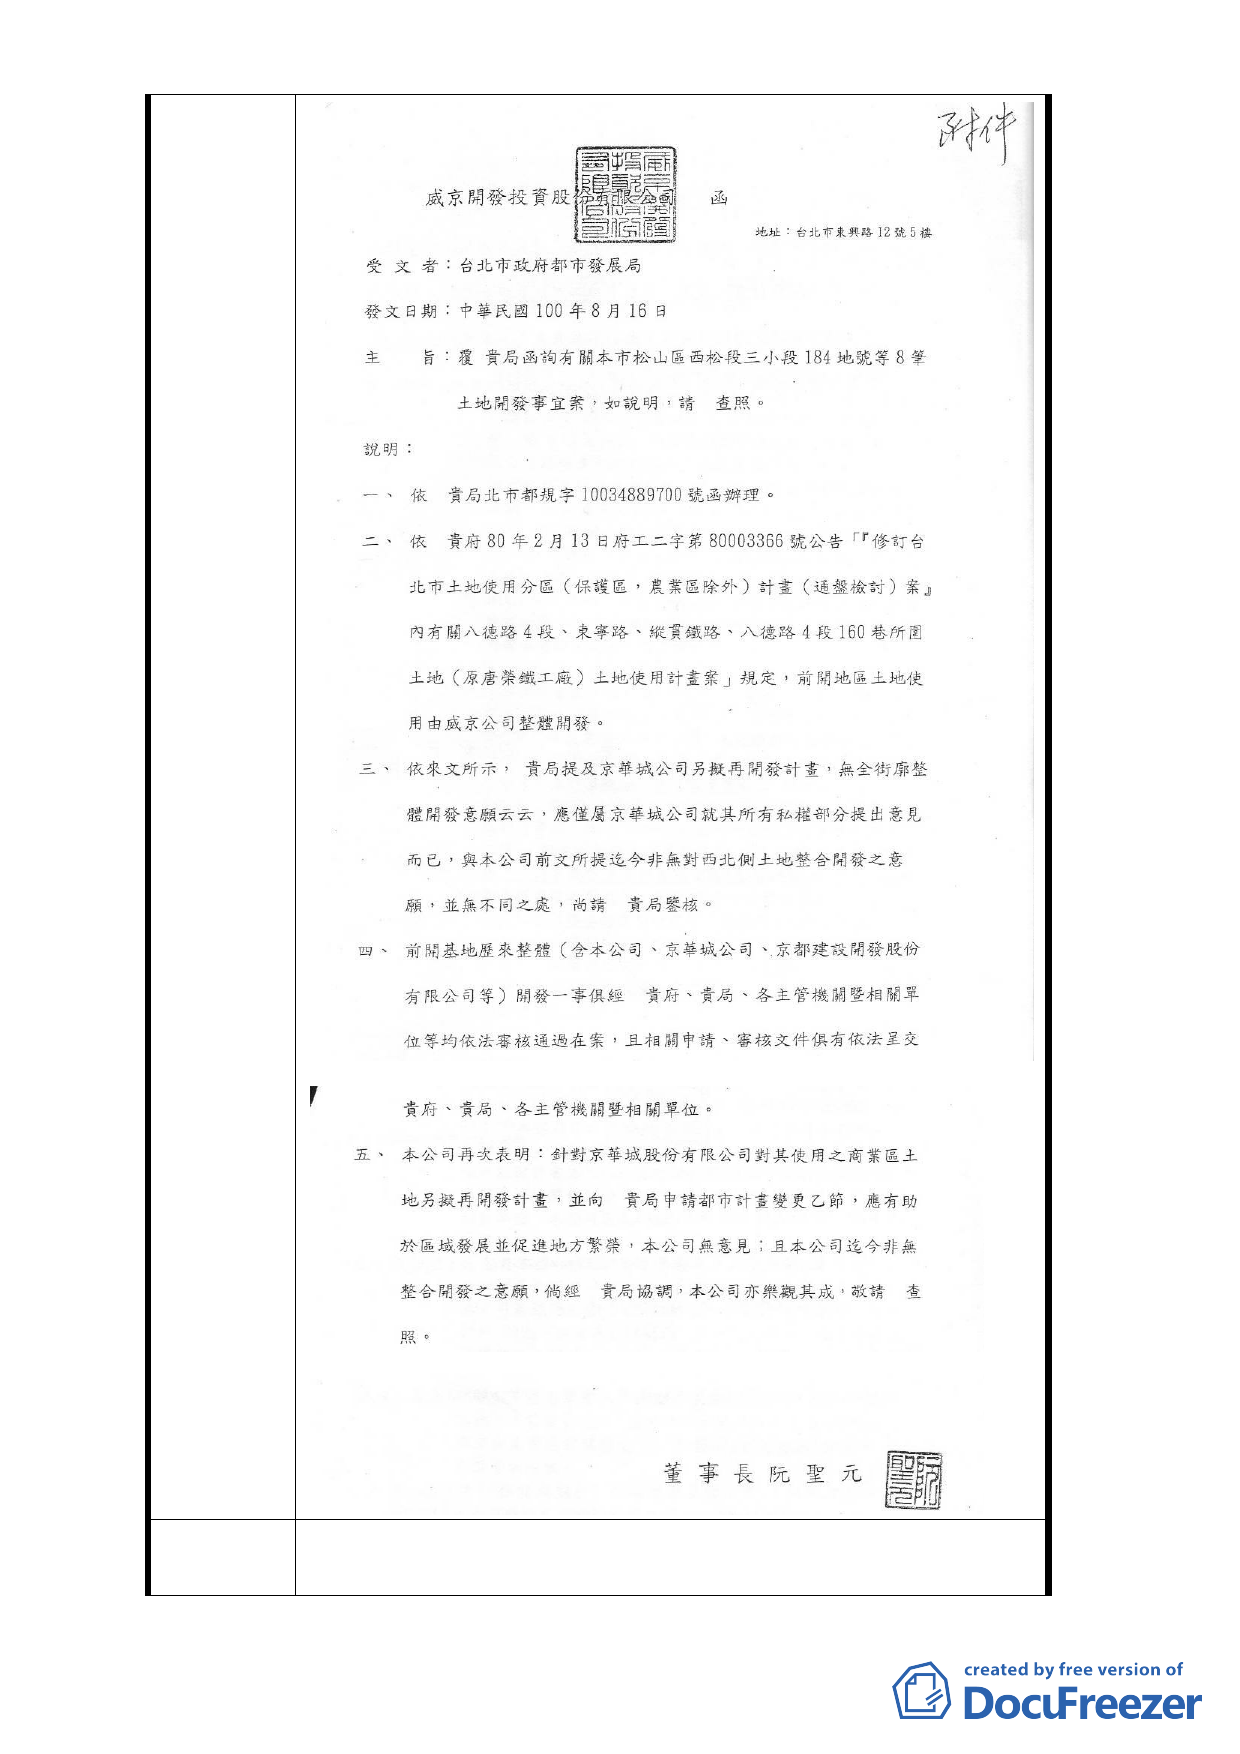 附件
威京開發投資股份有限公司 函
地址：台北市東興路12號5樓
受文者：台北市政府都市發展局
發文日期：中華民國100年8月16日
主 旨：覆 貴局函詢有關本市松山區西松段三小段184地號等8筆
土地開發事宜案，如說明，請 查照。
說明：
一、 依 貴局北市都規字10034889700號函辦理。
二、 依 貴府80年2月13日府工二字第80003366號公告「『修訂台
北市土地使用分區（保護區，農業區除外）計畫（通盤檢討）案』
內有關八德路4段、東寧路、縱貫鐵路、八德路4段160巷所圍
土地（原唐榮鐵工廠）土地使用計畫案」規定，前開地區土地使
用由威京公司整體開發。
三、 依來文所示， 貴局提及京華城公司另擬再開發計畫，無全街廓整
體開發意願云云，應僅屬京華城公司就其所有私權部分提出意見
而已，與本公司前文所提迄今非無對西北側土地整合開發之意
願，並無不同之處，尚請 貴局鑒核。
四、 前開基地歷來整體（含本公司、京華城公司、京都建設開發股份
有限公司等）開發一事俱經 貴府、貴局、各主管機關暨相關單
位等均依法審核通過在案，且相關申請、審核文件俱有依法呈交
貴府、貴局、各主管機關暨相關單位。
五、 本公司再次表明：針對京華城股份有限公司對其使用之商業區土
地另擬再開發計畫，並向 貴局申請都市計畫變更乙節，應有助
於區域發展並促進地方繁榮，本公司無意見；且本公司迄今非無
整合開發之意願，倘經 貴局協調，本公司亦樂觀其成，敬請 查
照。
董事長阮聖元
created by free version of
DocuFreezer